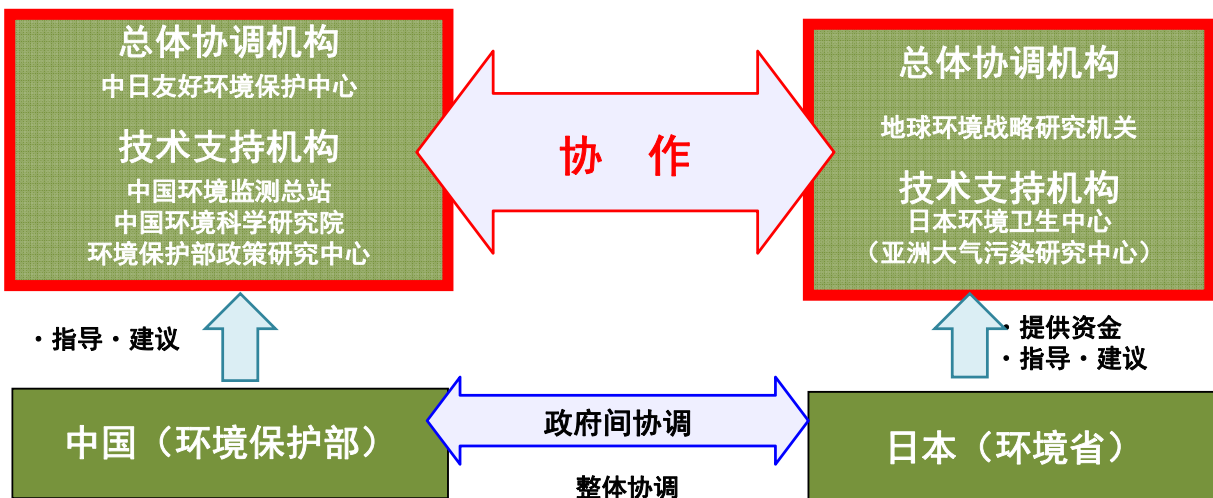 总体协调机构
中日友好环境保护中心
技术支持机构
中国环境监测总站
中国环境科学研究院
环境保护部政策研究中心
协 作
总体协调机构
地球环境战略研究机关
技术支持机构
日本环境卫生中心
（亚洲大气污染研究中心）
・指导・建议
・提供资金
・指导・建议
中国（环境保护部）
政府间协调
整体协调
日本（环境省）